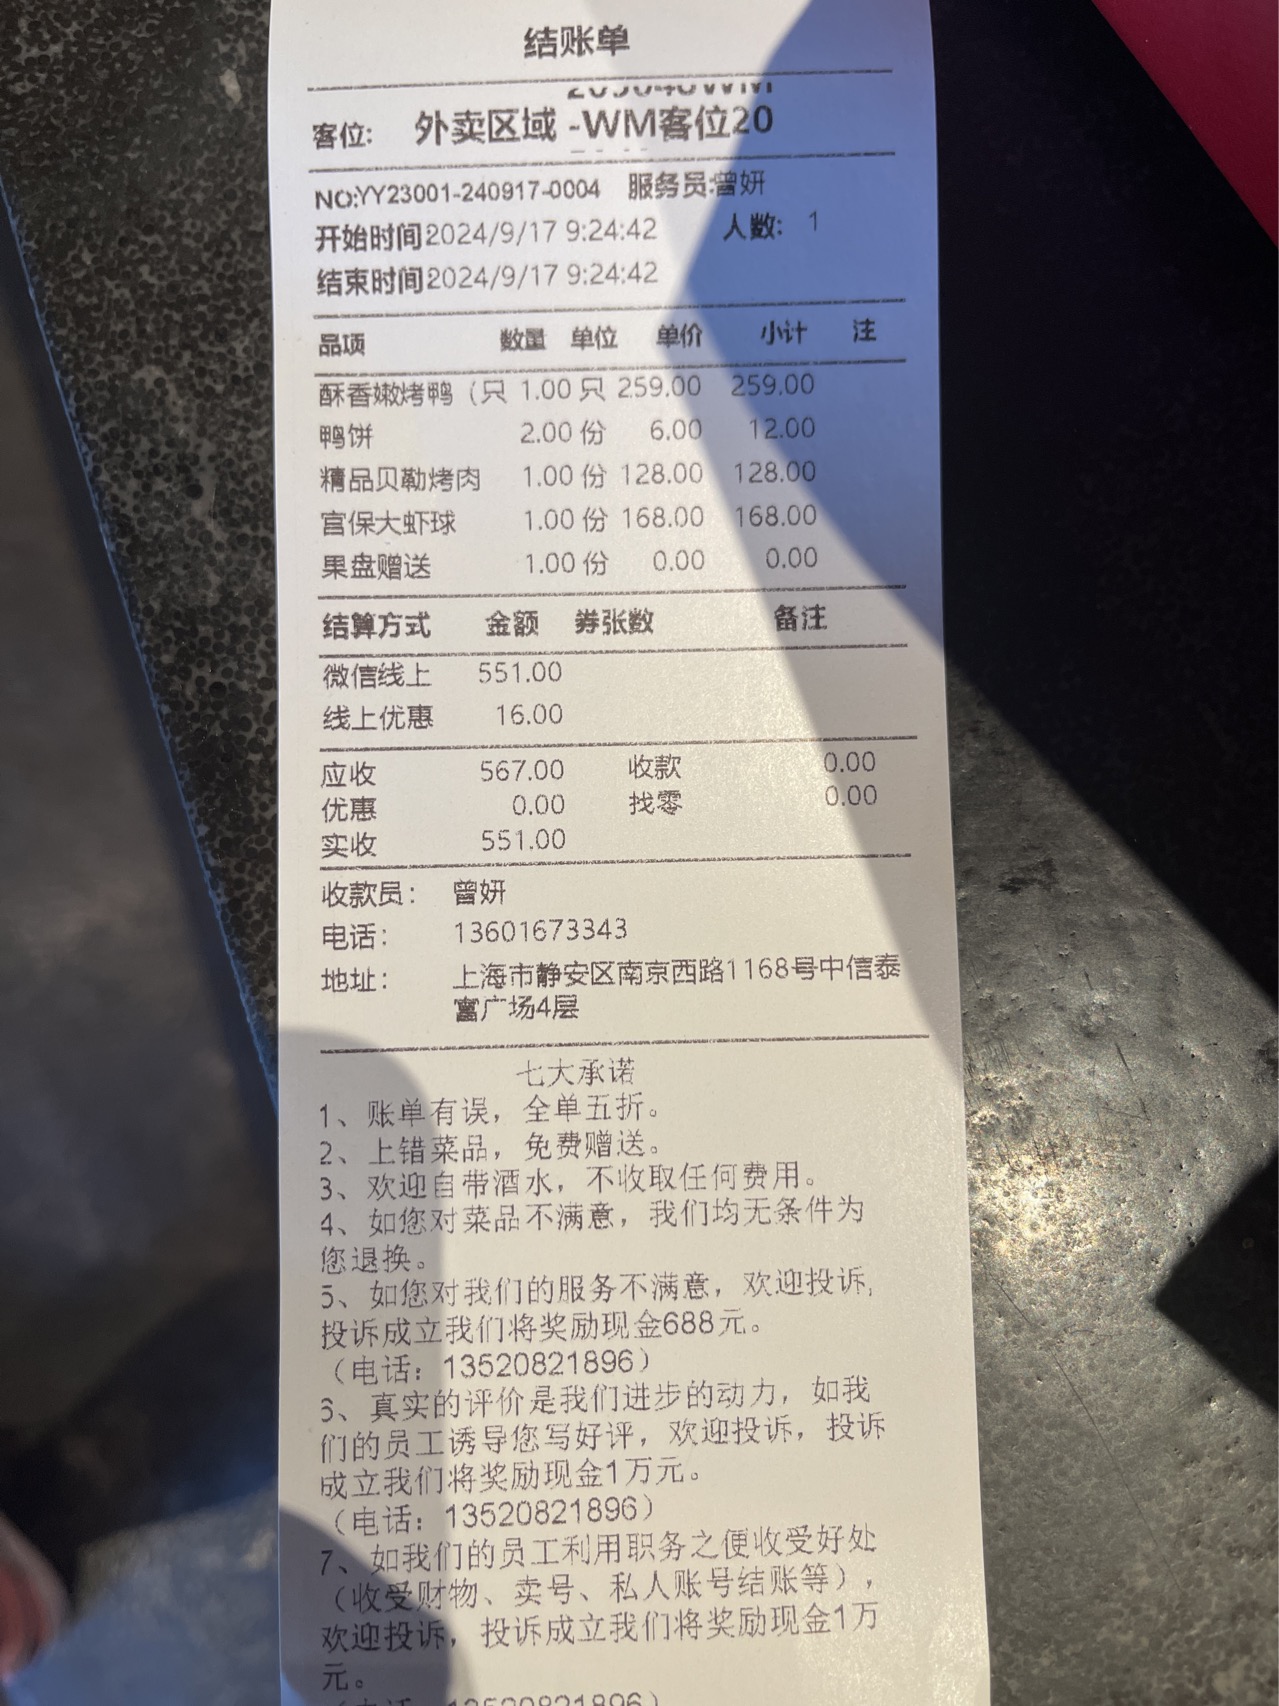 结账单
客位: 外卖区域 -WM客位20
NO:YY23001-240917-0004 服务员:曾妍
开始时间2024/9/17 9:24:42 人数: 1
结束时间2024/9/17 9:24:42
品项 数量 单位 单价 小计 注
酥香嫩烤鸭（只 1.00 只 259.00 259.00
鸭饼 2.00 份 6.00 12.00
精品贝勒烤肉 1.00 份 128.00 128.00
宫保大虾球 1.00 份 168.00 168.00
果盘赠送 1.00 份 0.00 0.00
结算方式 金额 券张数 备注
微信线上 551.00
线上优惠 16.00
应收 567.00 收款 0.00
优惠 0.00 找零 0.00
实收 551.00
收款员: 曾妍
电话: 13601673343
地址: 上海市静安区南京西路1168号中信泰
富广场4层
七大承诺
1、账单有误，全单五折。
2、上错菜品，免费赠送。
3、欢迎自带酒水，不收取任何费用。
4、如您对菜品不满意，我们均无条件为
您退换。
5、如您对我们的服务不满意，欢迎投诉,
投诉成立我们将奖励现金688元。
（电话：13520821896）
6、真实的评价是我们进步的动力，如我
们的员工诱导您写好评，欢迎投诉，投诉
成立我们将奖励现金1万元。
（电话：13520821896）
7、如我们的员工利用职务之便收受好处
（收受财物、卖号、私人账号结账等），
欢迎投诉，投诉成立我们将奖励现金1万
元。
（电话：13520821896）